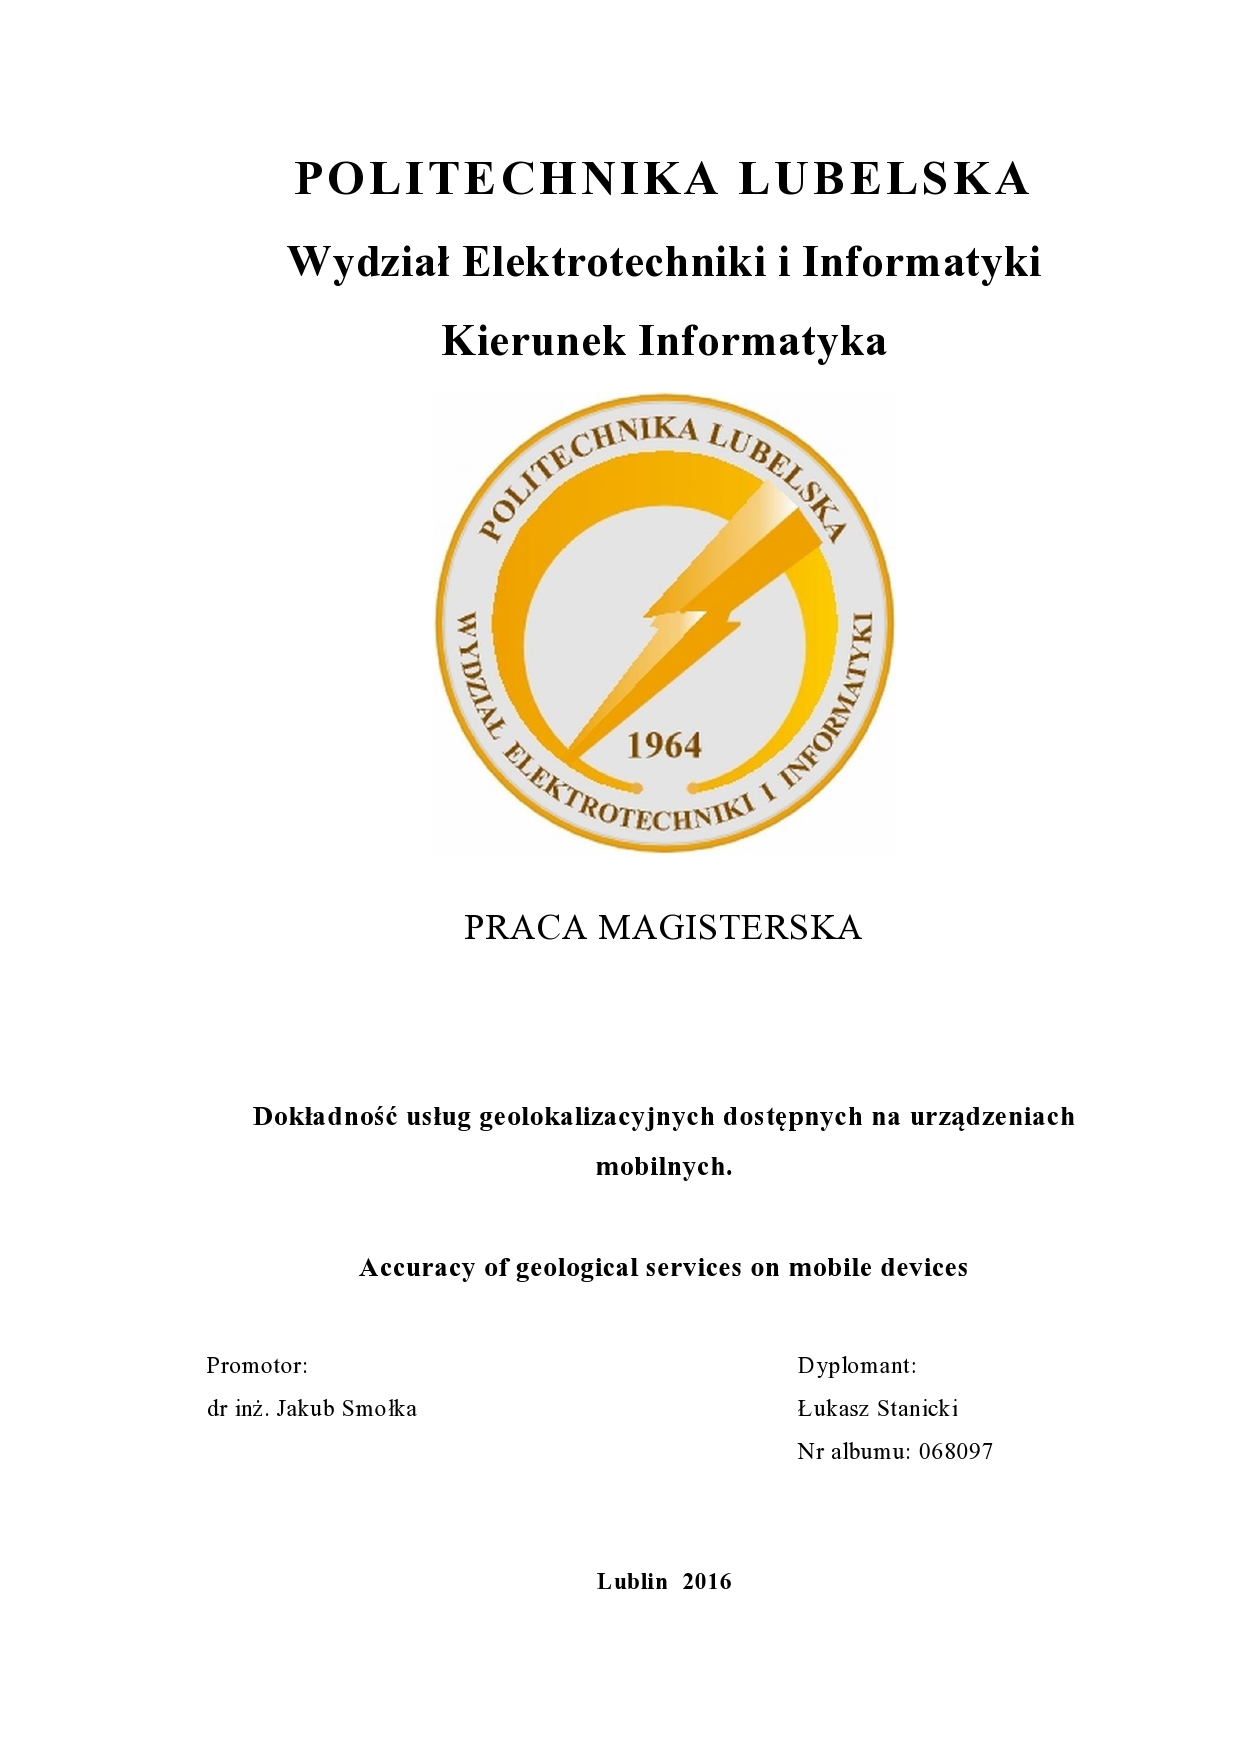 POLITECHNIKA LUBELSKA
Wydział Elektrotechniki i Informatyki
Kierunek Informatyka
POLITECHNIKA LUBELSKA
WYDZIAŁ ELEKTROTECHNIKI I INFORMATYKI
1964
PRACA MAGISTERSKA
Dokładność usług geolokalizacyjnych dostępnych na urządzeniach
mobilnych.
Accuracy of geological services on mobile devices
Promotor:
dr inż. Jakub Smołka
Dyplomant:
Łukasz Stanicki
Nr albumu: 068097
Lublin 2016